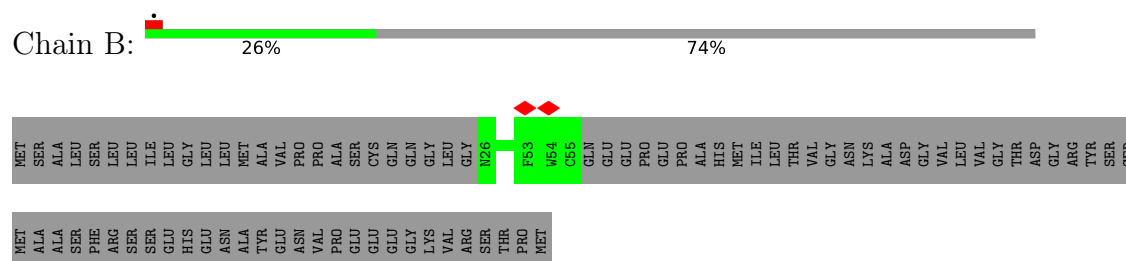 Chain B:
26% 74%
MET SER ALA LEU SER LEU LEU ILE LEU GLY LEU LEU MET ALA VAL PRO PRO ALA SER CYS GLN GLN GLY LEU GLY N26 F53 W54 C55 GLN GLU GLU PRO GLU PRO ALA HIS MET ILE LEU THR VAL GLY ASN LYS ALA ASP GLY VAL LEU VAL GLY THR ASP GLY ARG TYR SER
MET ALA ALA SER PHE ARG SER SER GLU HIS GLU ASN ALA TYR GLU ASN VAL PRO GLU GLU GLU GLY LYS VAL ARG SER THR PRO MET